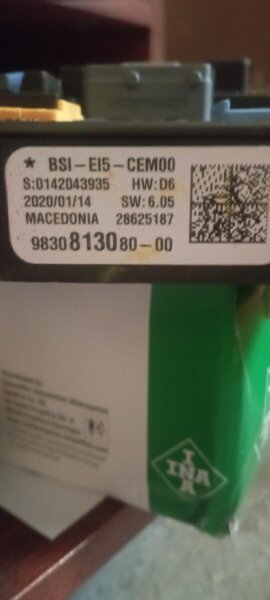 * BSI-EI5-CEM00
S:0142043935 HW:D6
2020/01/14 SW:6.05
MACEDONIA 28625187
9830813080-00
I
INA
A